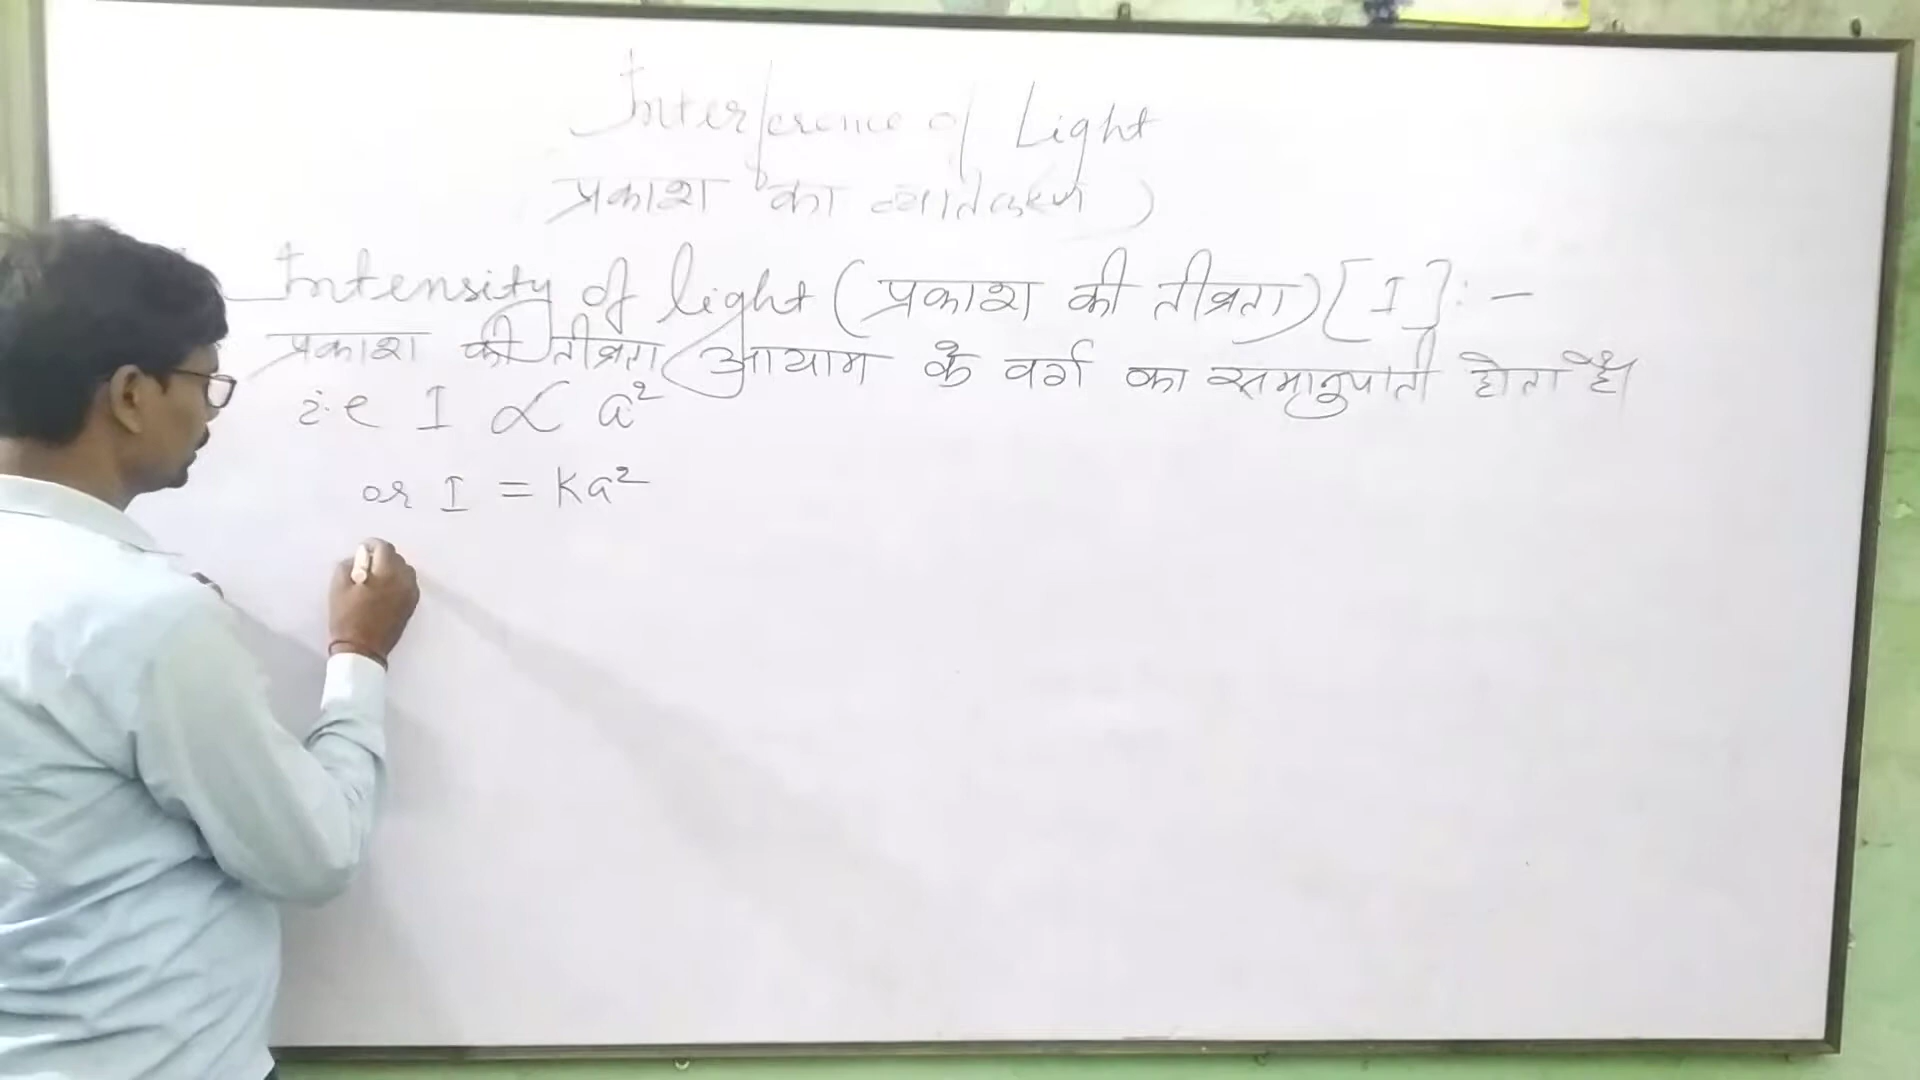 Interference of Light
प्रकाश का व्यतिकरण )
Intensity of light (प्रकाश की तीव्रता) [I] : -
प्रकाश की तीव्रता आयाम के वर्ग का समानुपाती होता है।
i.e I ∝ a²
or I = Ka²